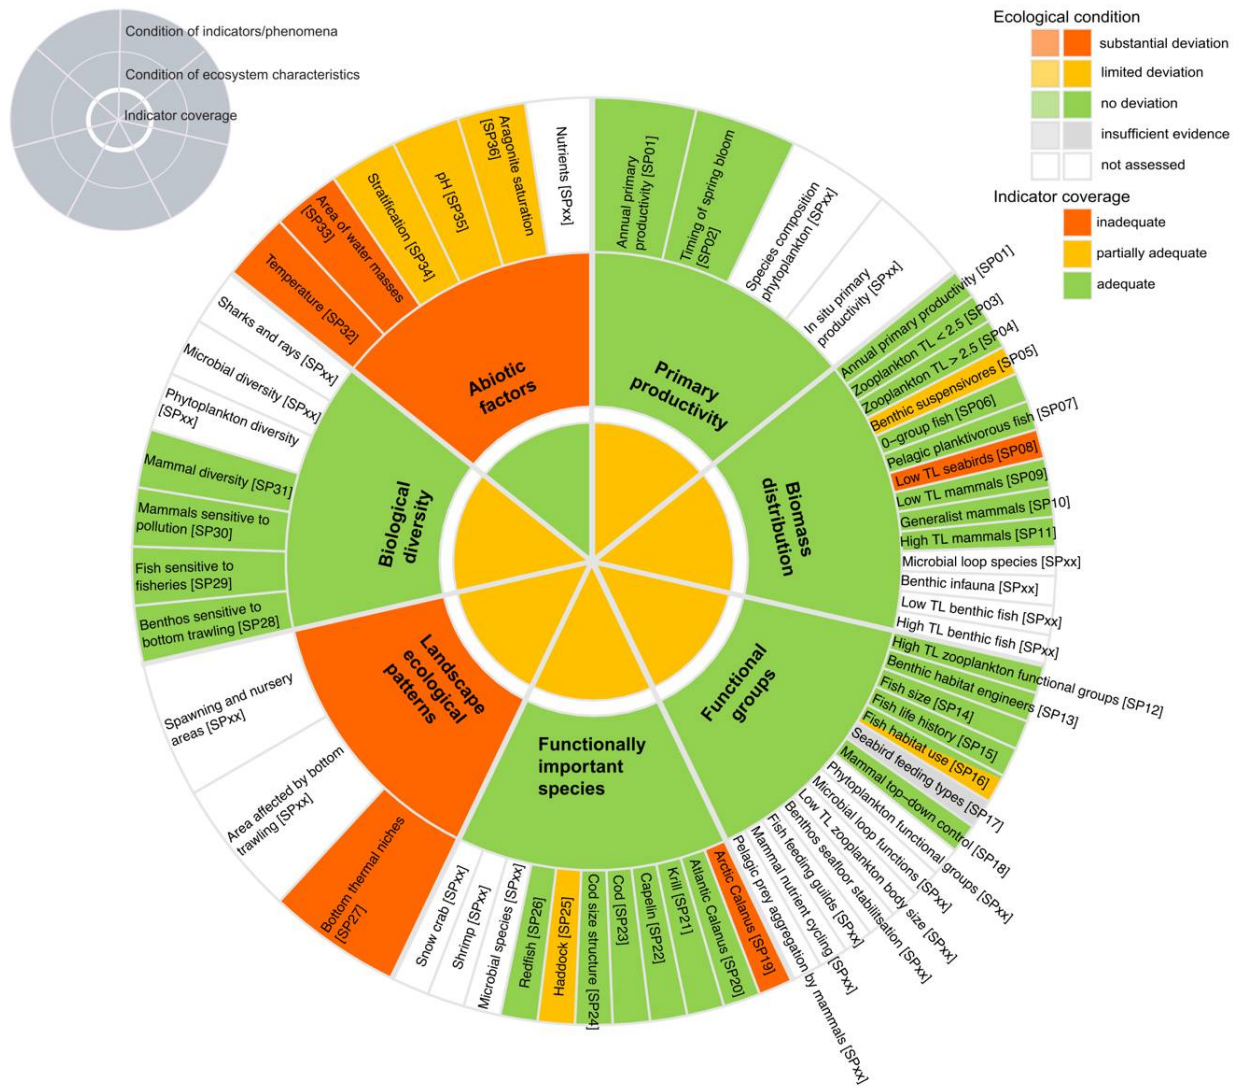 Condition of indicators/phenomena
Condition of ecosystem characteristics
Indicator coverage
Ecological condition
substantial deviation
limited deviation
no deviation
insufficient evidence
not assessed
Indicator coverage
inadequate
partially adequate
adequate
Primary
productivity
Annual primary
productivity [SP01]
Timing of spring bloom
[SP02]
Species composition
phytoplankton [SPxx]
In situ primary
productivity [SPxx]
Biomass
distribution
Annual primary productivity [SP01]
Zooplankton TL < 2.5 [SP03]
Zooplankton TL > 2.5 [SP04]
Benthic suspensivores [SP05]
0−group fish [SP06]
Pelagic planktivorous fish [SP07]
Low TL seabirds [SP08]
Low TL mammals [SP09]
Generalist mammals [SP10]
High TL mammals [SP11]
Microbial loop species [SPxx]
Benthic infauna [SPxx]
Low TL benthic fish [SPxx]
High TL benthic fish [SPxx]
Functional
groups
High TL zooplankton functional groups [SP12]
Benthic habitat engineers [SP13]
Fish size [SP14]
Fish life history [SP15]
Fish habitat use [SP16]
Seabird feeding types [SP17]
Mammal top−down control [SP18]
Phytoplankton functional groups [SPxx]
Microbial loop functions [SPxx]
Low TL zooplankton body size [SPxx]
Benthos seafloor stabilitsation [SPxx]
Fish feeding guilds [SPxx]
Mammal nutrient cycling [SPxx]
Pelagic prey aggregation by mammals [SPxx]
Functionally
important
species
Arctic Calanus [SP19]
Atlantic Calanus [SP20]
Krill [SP21]
Capelin [SP22]
Cod [SP23]
Cod size structure [SP24]
Haddock [SP25]
Redfish [SP26]
Microbial species [SPxx]
Shrimp [SPxx]
Snow crab [SPxx]
Landscape
ecological
patterns
Bottom thermal niches
[SP27]
Area affected by bottom
trawling [SPxx]
Spawning and nursery
areas [SPxx]
Biological
diversity
Benthos sensitive to
bottom trawling [SP28]
Fish sensitive to
fisheries [SP29]
Mammals sensitive to
pollution [SP30]
Mammal diversity [SP31]
Phytoplankton diversity
[SPxx]
Microbial diversity [SPxx]
Sharks and rays [SPxx]
Abiotic
factors
Temperature [SP32]
Area of water masses
[SP33]
Stratification [SP34]
pH [SP35]
Aragonite saturation
[SP36]
Nutrients [SPxx]